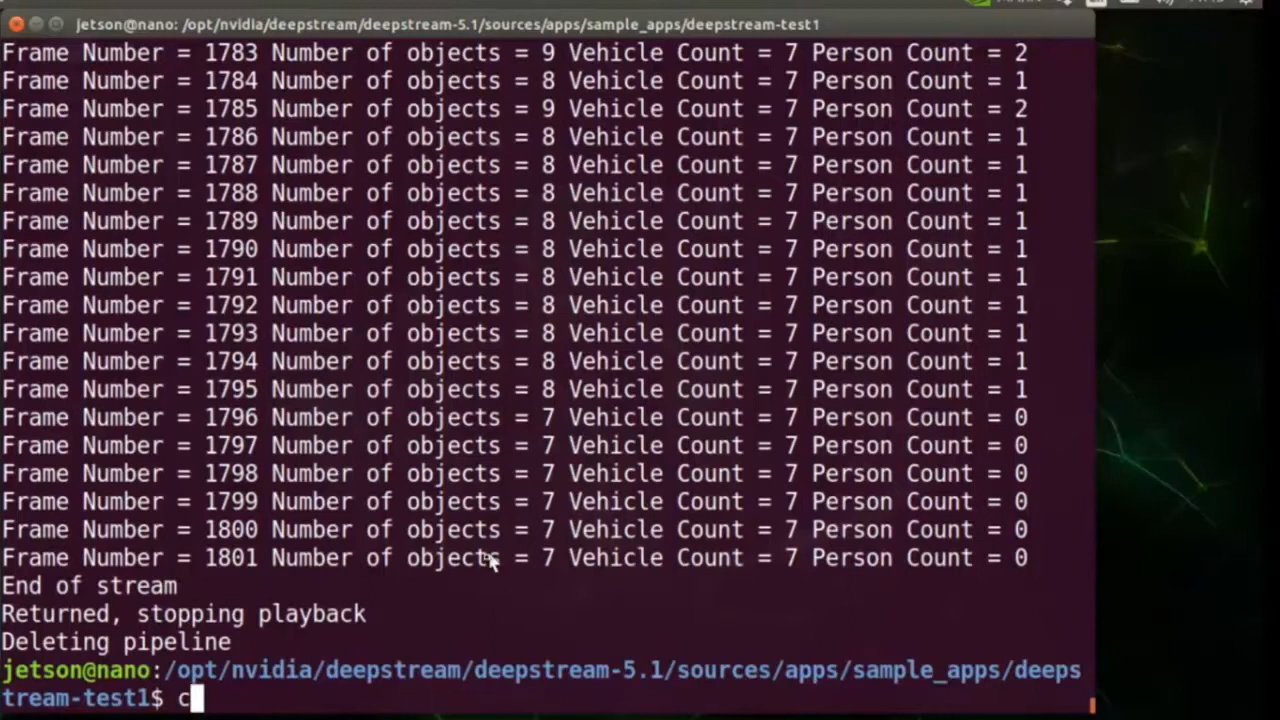 jetson@nano: /opt/nvidia/deepstream/deepstream-5.1/sources/apps/sample_apps/deepstream-test1
Frame Number = 1783 Number of objects = 9 Vehicle Count = 7 Person Count = 2
Frame Number = 1784 Number of objects = 8 Vehicle Count = 7 Person Count = 1
Frame Number = 1785 Number of objects = 9 Vehicle Count = 7 Person Count = 2
Frame Number = 1786 Number of objects = 8 Vehicle Count = 7 Person Count = 1
Frame Number = 1787 Number of objects = 8 Vehicle Count = 7 Person Count = 1
Frame Number = 1788 Number of objects = 8 Vehicle Count = 7 Person Count = 1
Frame Number = 1789 Number of objects = 8 Vehicle Count = 7 Person Count = 1
Frame Number = 1790 Number of objects = 8 Vehicle Count = 7 Person Count = 1
Frame Number = 1791 Number of objects = 8 Vehicle Count = 7 Person Count = 1
Frame Number = 1792 Number of objects = 8 Vehicle Count = 7 Person Count = 1
Frame Number = 1793 Number of objects = 8 Vehicle Count = 7 Person Count = 1
Frame Number = 1794 Number of objects = 8 Vehicle Count = 7 Person Count = 1
Frame Number = 1795 Number of objects = 8 Vehicle Count = 7 Person Count = 1
Frame Number = 1796 Number of objects = 7 Vehicle Count = 7 Person Count = 0
Frame Number = 1797 Number of objects = 7 Vehicle Count = 7 Person Count = 0
Frame Number = 1798 Number of objects = 7 Vehicle Count = 7 Person Count = 0
Frame Number = 1799 Number of objects = 7 Vehicle Count = 7 Person Count = 0
Frame Number = 1800 Number of objects = 7 Vehicle Count = 7 Person Count = 0
Frame Number = 1801 Number of objects = 7 Vehicle Count = 7 Person Count = 0
End of stream
Returned, stopping playback
Deleting pipeline
jetson@nano:/opt/nvidia/deepstream/deepstream-5.1/sources/apps/sample_apps/deeps
tream-test1$ c